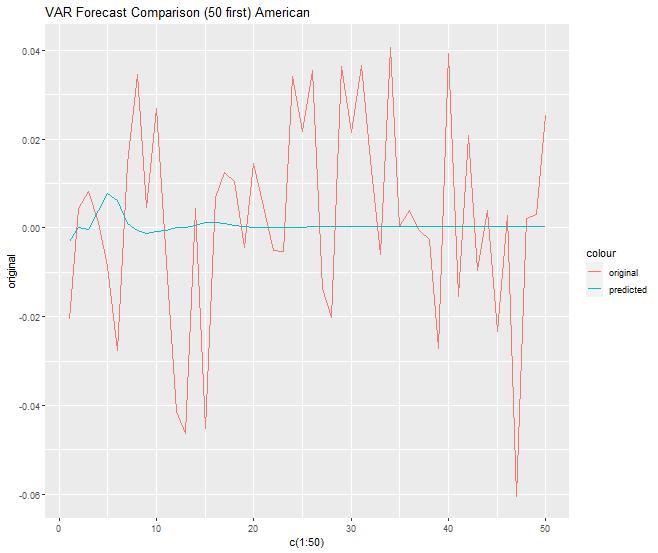 VAR Forecast Comparison (50 first) American
0.04
0.02
0.00
-0.02
-0.04
-0.06
original
0
10
20
30
40
50
c(1:50)
colour
original
predicted